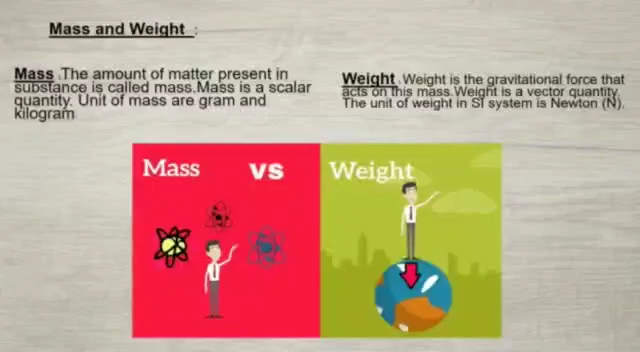 Mass and Weight :
Mass :The amount of matter present in
substance is called mass.Mass is a scalar
quantity. Unit of mass are gram and
kilogram
Weight :Weight is the gravitational force that
acts on this mass.Weight is a vector quantity.
The unit of weight in SI system is Newton (N).
Mass vs Weight